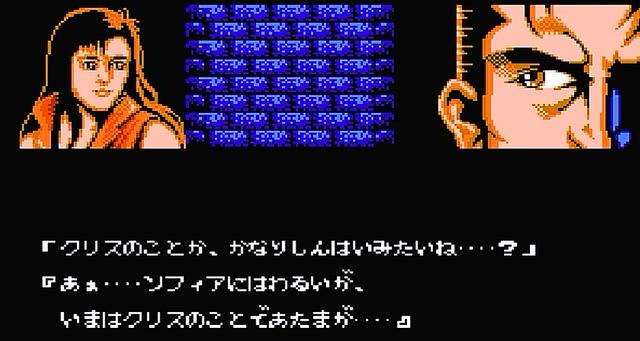 「クリスのことか、かなりしんはいみたいね‥‥?」
『あぁ‥‥ソフィアにはわるいが、
いまはクリスのことであたまが‥‥』